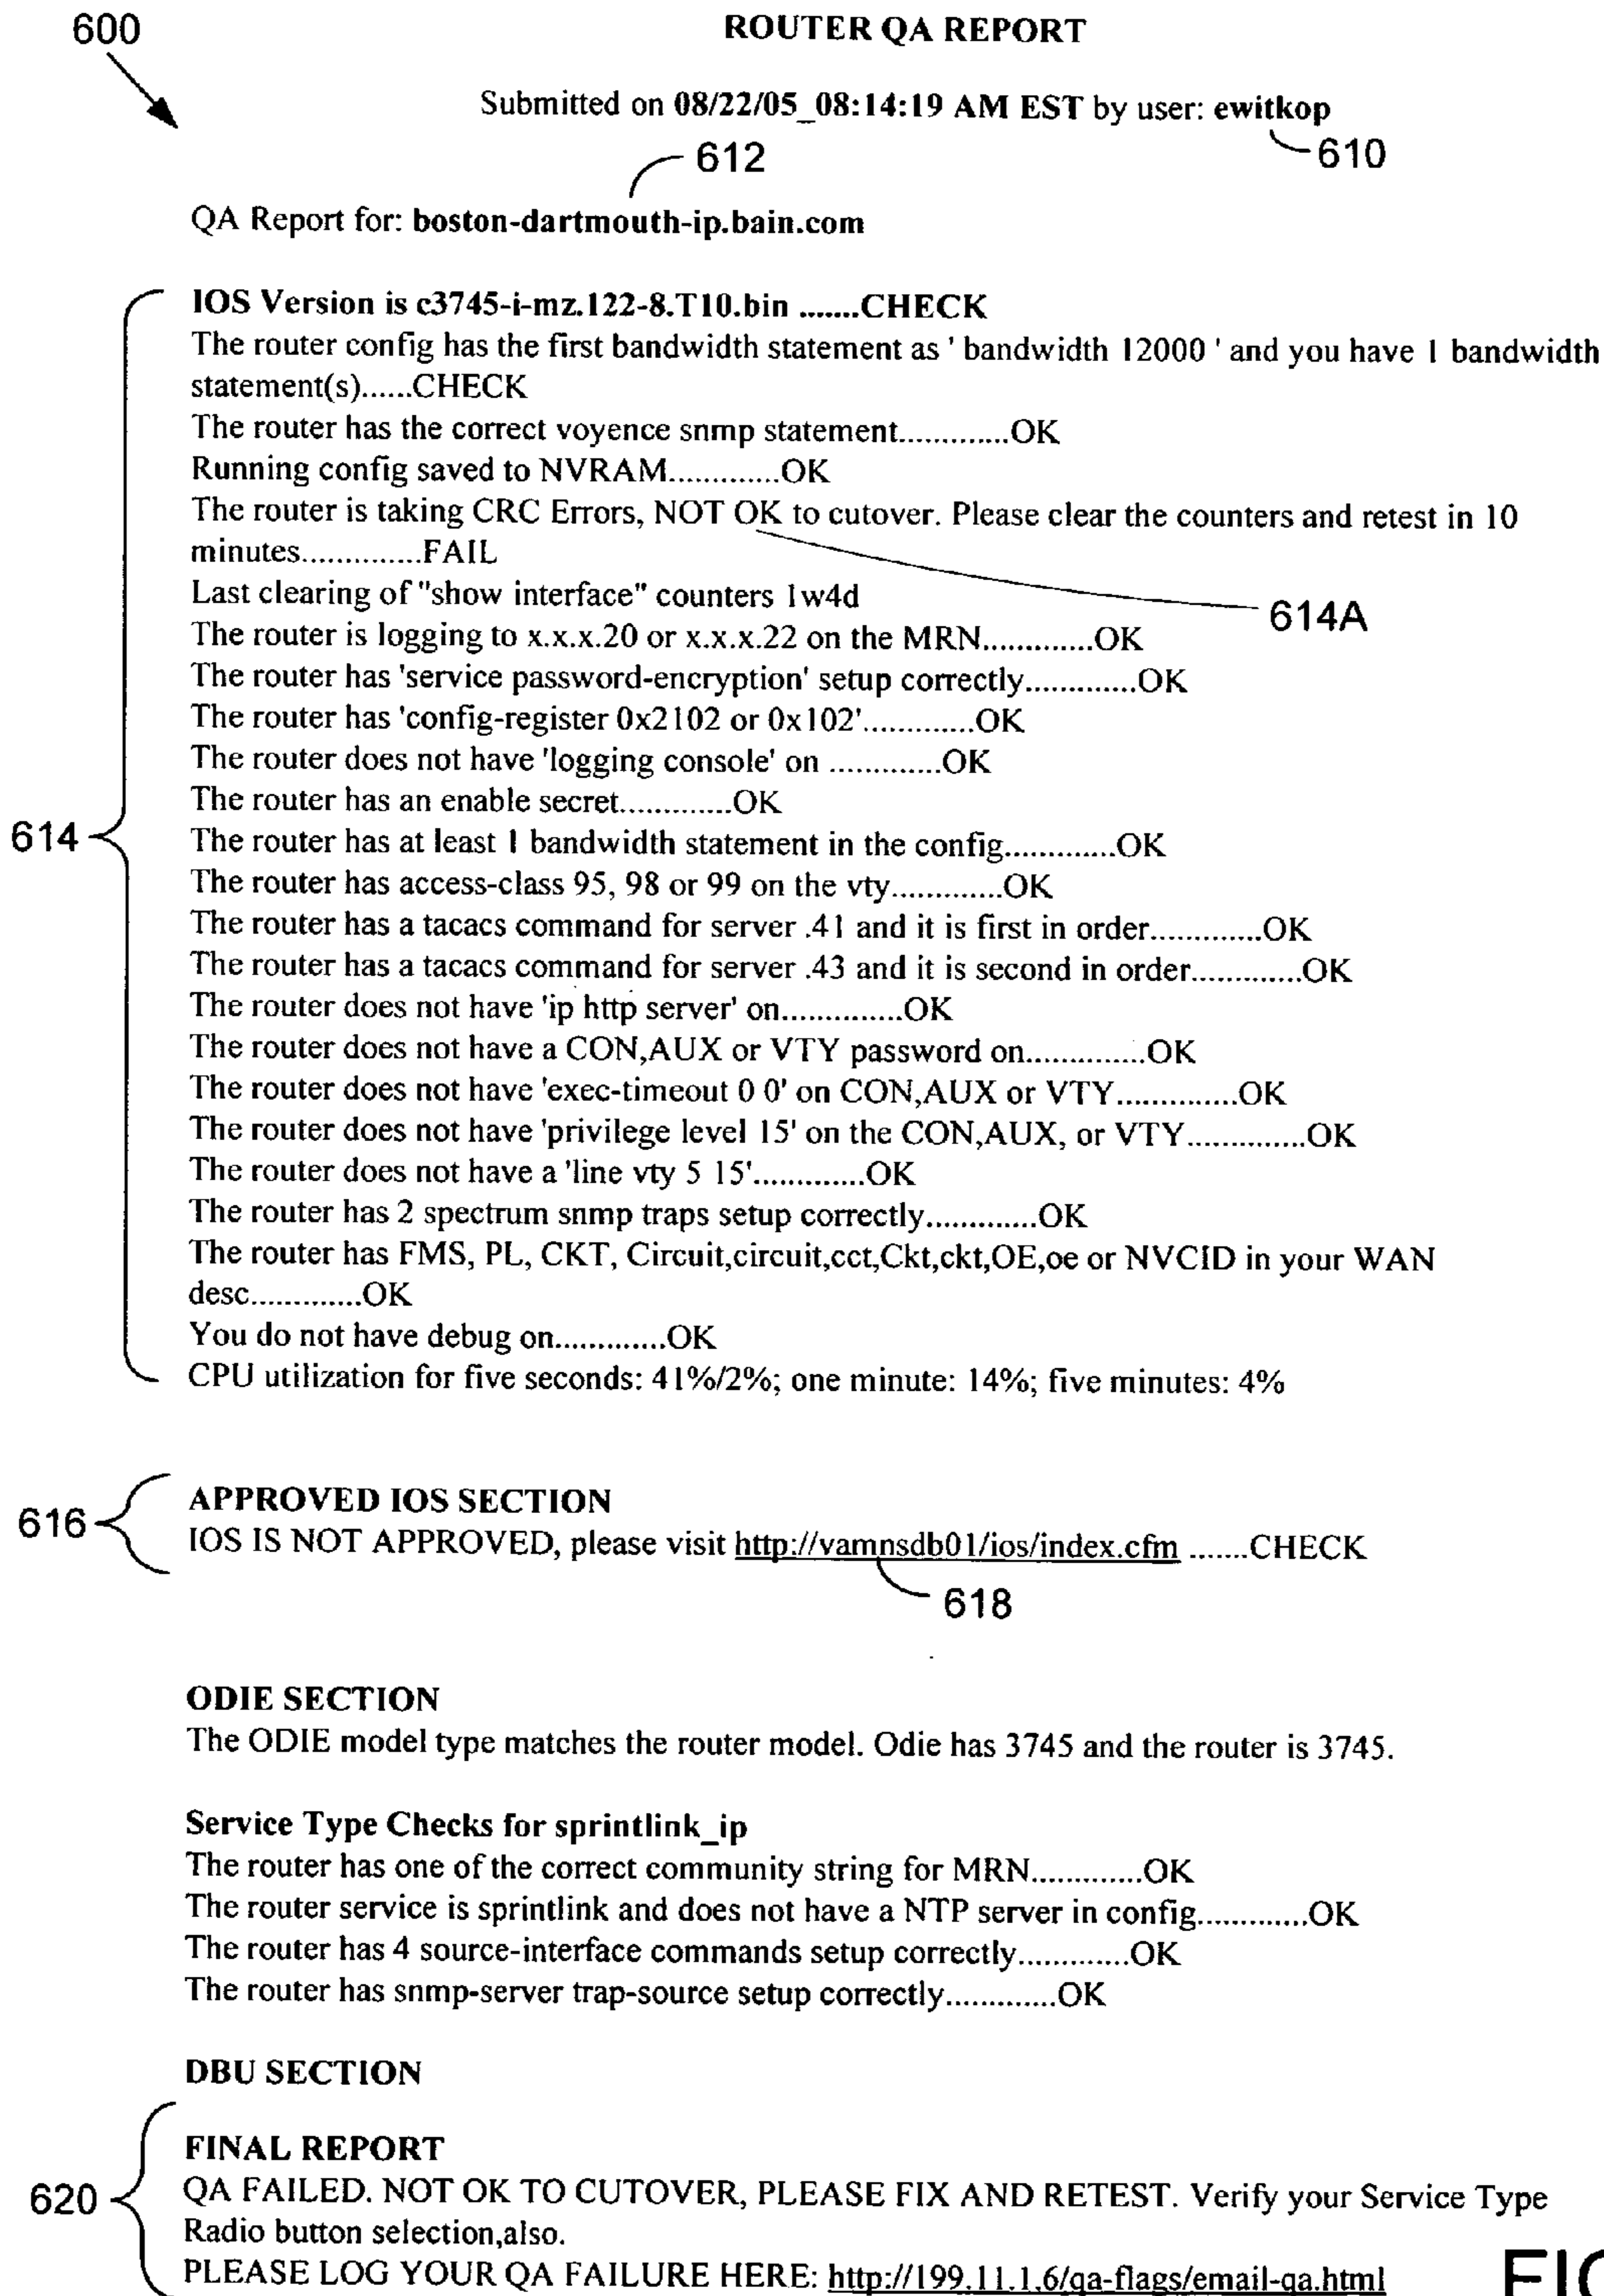 600
ROUTER QA REPORT
Submitted on 08/22/05_08:14:19 AM EST by user: ewitkop
610
612
QA Report for: boston-dartmouth-ip.bain.com
IOS Version is c3745-i-mz.122-8.T10.bin .......CHECK
The router config has the first bandwidth statement as ' bandwidth 12000 ' and you have 1 bandwidth
statement(s)......CHECK
The router has the correct voyence snmp statement.............OK
Running config saved to NVRAM.............OK
The router is taking CRC Errors, NOT OK to cutover. Please clear the counters and retest in 10
minutes..............FAIL
Last clearing of "show interface" counters 1w4d
614A
The router is logging to x.x.x.20 or x.x.x.22 on the MRN.............OK
The router has 'service password-encryption' setup correctly.............OK
The router has 'config-register 0x2102 or 0x102'.............OK
The router does not have 'logging console' on .............OK
The router has an enable secret.............OK
614
The router has at least 1 bandwidth statement in the config.............OK
The router has access-class 95, 98 or 99 on the vty.............OK
The router has a tacacs command for server .41 and it is first in order.............OK
The router has a tacacs command for server .43 and it is second in order.............OK
The router does not have 'ip http server' on..............OK
The router does not have a CON,AUX or VTY password on..............OK
The router does not have 'exec-timeout 0 0' on CON,AUX or VTY..............OK
The router does not have 'privilege level 15' on the CON,AUX, or VTY..............OK
The router does not have a 'line vty 5 15'.............OK
The router has 2 spectrum snmp traps setup correctly.............OK
The router has FMS, PL, CKT, Circuit,circuit,cct,Ckt,ckt,OE,oe or NVCID in your WAN
desc.............OK
You do not have debug on.............OK
CPU utilization for five seconds: 41%/2%; one minute: 14%; five minutes: 4%
616
APPROVED IOS SECTION
IOS IS NOT APPROVED, please visit http://vamnsdb01/ios/index.cfm .......CHECK
618
ODIE SECTION
The ODIE model type matches the router model. Odie has 3745 and the router is 3745.
Service Type Checks for sprintlink_ip
The router has one of the correct community string for MRN.............OK
The router service is sprintlink and does not have a NTP server in config.............OK
The router has 4 source-interface commands setup correctly.............OK
The router has snmp-server trap-source setup correctly.............OK
DBU SECTION
FINAL REPORT
620
QA FAILED. NOT OK TO CUTOVER, PLEASE FIX AND RETEST. Verify your Service Type
Radio button selection,also.
PLEASE LOG YOUR QA FAILURE HERE: http://199.11.1.6/qa-flags/email-qa.html